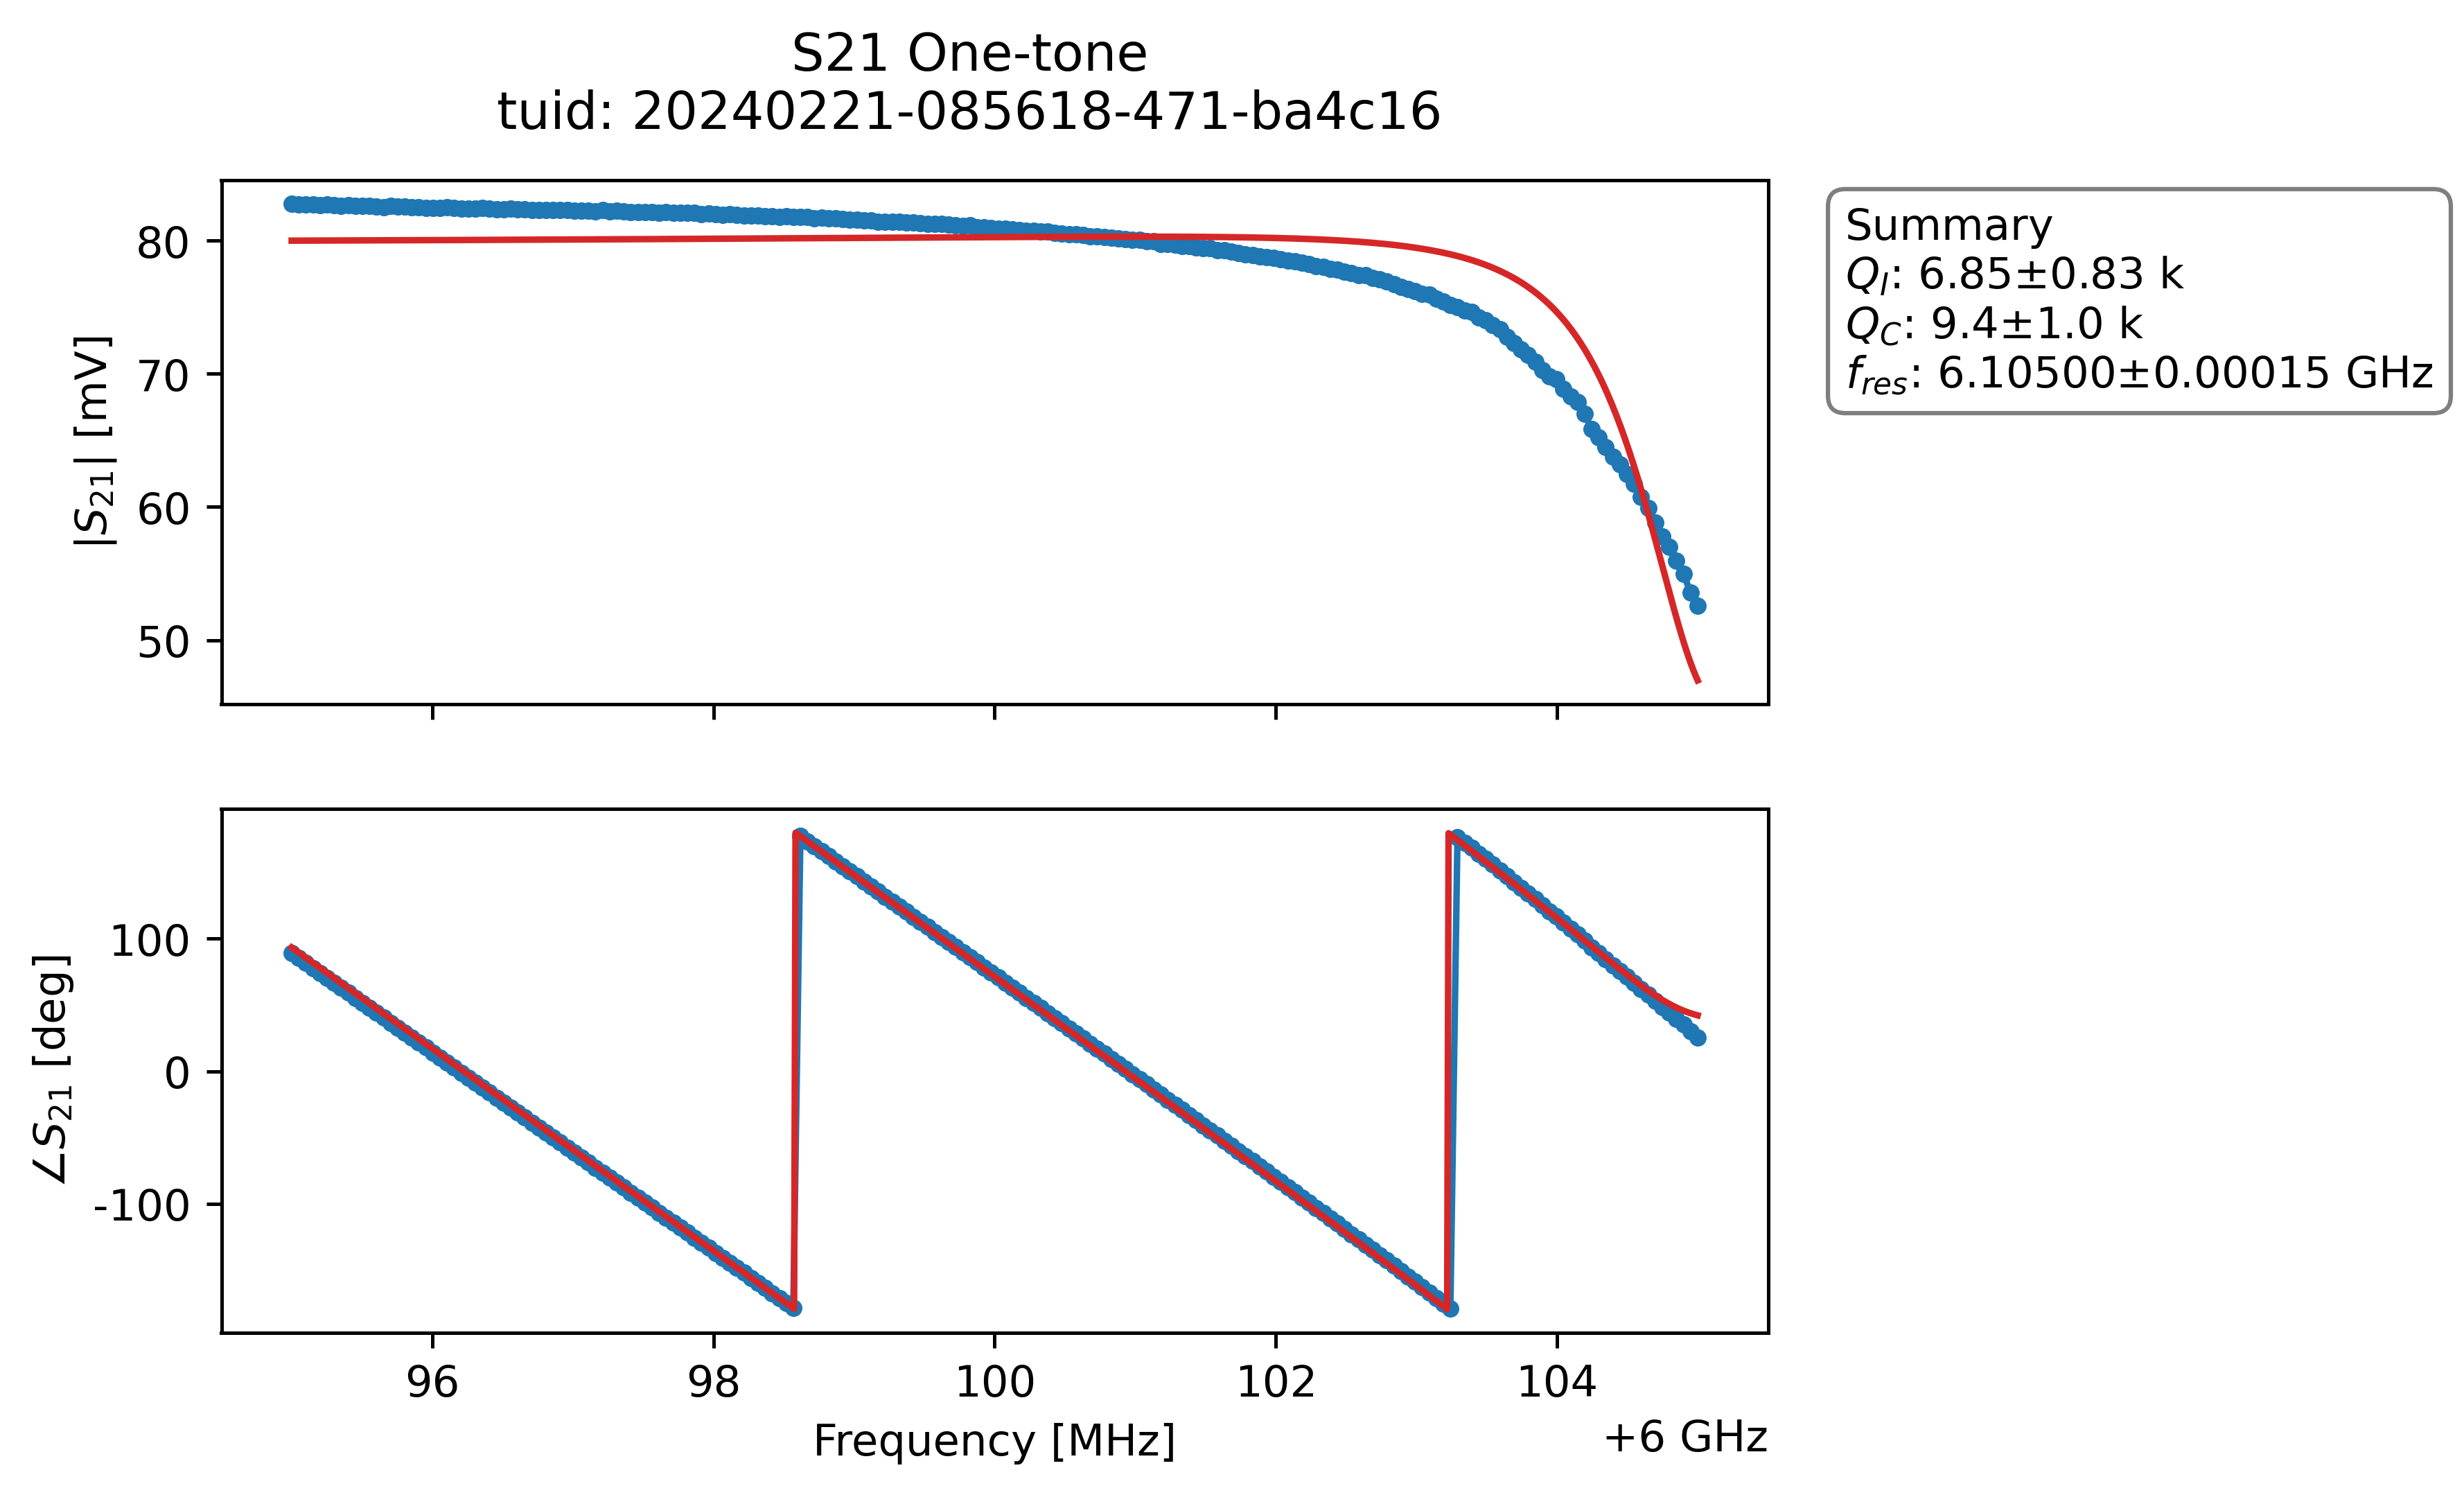 S21 One-tone
tuid: 20240221-085618-471-ba4c16
80
70
60
50
|S21| [mV]
Summary
Ql: 6.85±0.83 k
QC: 9.4±1.0 k
fres: 6.10500±0.00015 GHz
100
0
-100
∠S21 [deg]
96 98 100 102 104
Frequency [MHz]
+6 GHz